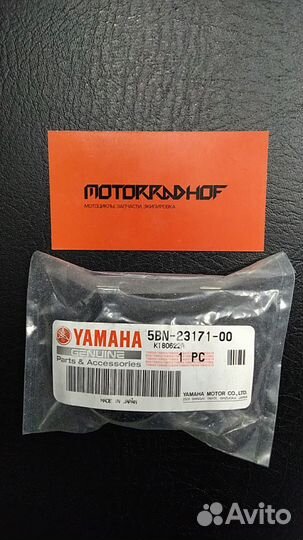 MOTORRADHOF
МОТОЦИКЛЫ, ЗАПЧАСТИ, ЭКИПИРОВКА
YAMAHA
GENUINE
Parts & Accessories
5BN-23171-00
1 PC
MADE IN JAPAN
YAMAHA MOTOR CO., LTD.
Avito